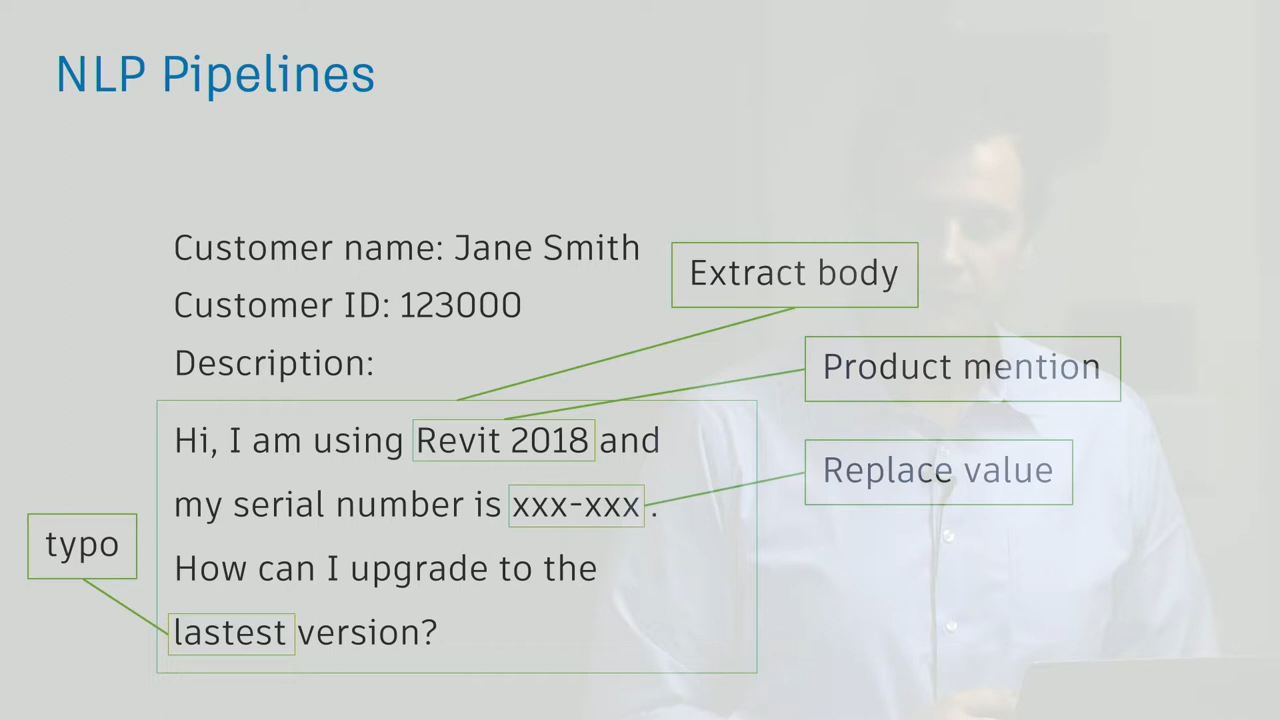 NLP Pipelines
Customer name: Jane Smith
Extract body
Customer ID: 123000
Description:
Product mention
Hi, I am using Revit 2018 and
Replace value
my serial number is xxx-xxx .
typo
How can I upgrade to the
lastest version?